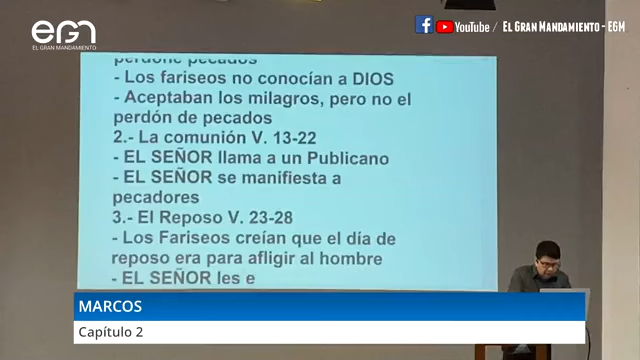 EGM
EL GRAN MANDAMIENTO
YouTube / EL GRAN MANDAMIENTO - EGM
perdone pecados
- Los fariseos no conocían a DIOS
- Aceptaban los milagros, pero no el
perdón de pecados
2.- La comunión V. 13-22
- EL SEÑOR llama a un Publicano
- EL SEÑOR se manifiesta a
pecadores
3.- El Reposo V. 23-28
- Los Fariseos creían que el día de
reposo era para afligir al hombre
- EL SEÑOR les e
MARCOS
Capítulo 2